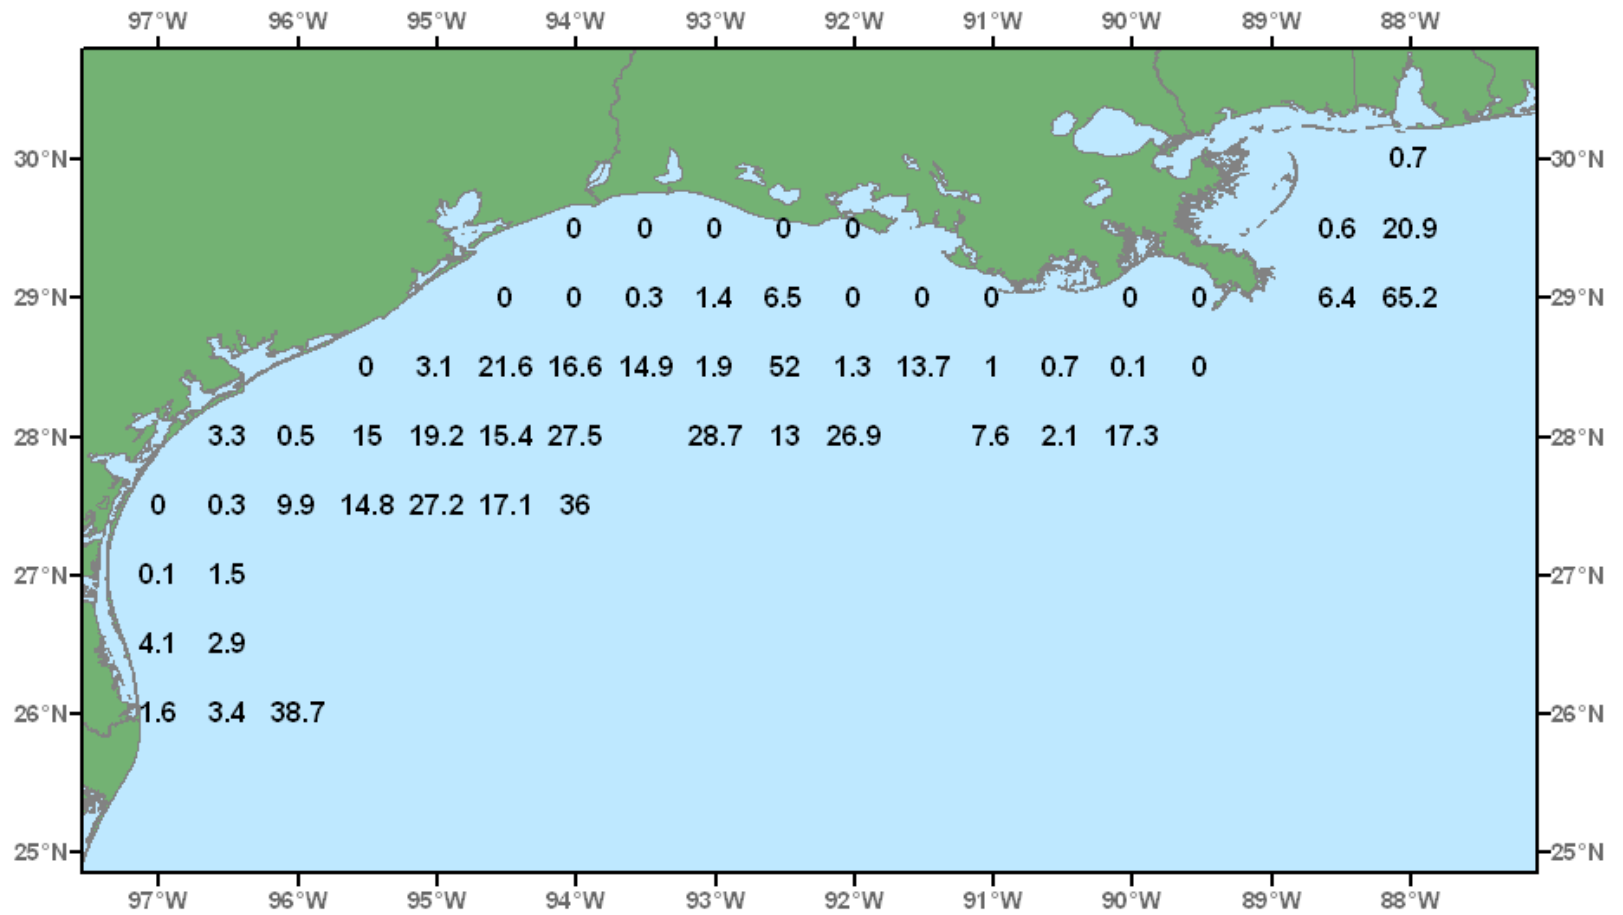 97°W 96°W 95°W 94°W 93°W 92°W 91°W 90°W 89°W 88°W
30°N 0.7 30°N
0 0 0 0 0 0.6 20.9
29°N 0 0 0.3 1.4 6.5 0 0 0 0 0 6.4 65.2 29°N
0 3.1 21.6 16.6 14.9 1.9 52 1.3 13.7 1 0.7 0.1 0
28°N 3.3 0.5 15 19.2 15.4 27.5 28.7 13 26.9 7.6 2.1 17.3 28°N
0 0.3 9.9 14.8 27.2 17.1 36
27°N 0.1 1.5 27°N
4.1 2.9
26°N 1.6 3.4 38.7 26°N
25°N 25°N
97°W 96°W 95°W 94°W 93°W 92°W 91°W 90°W 89°W 88°W